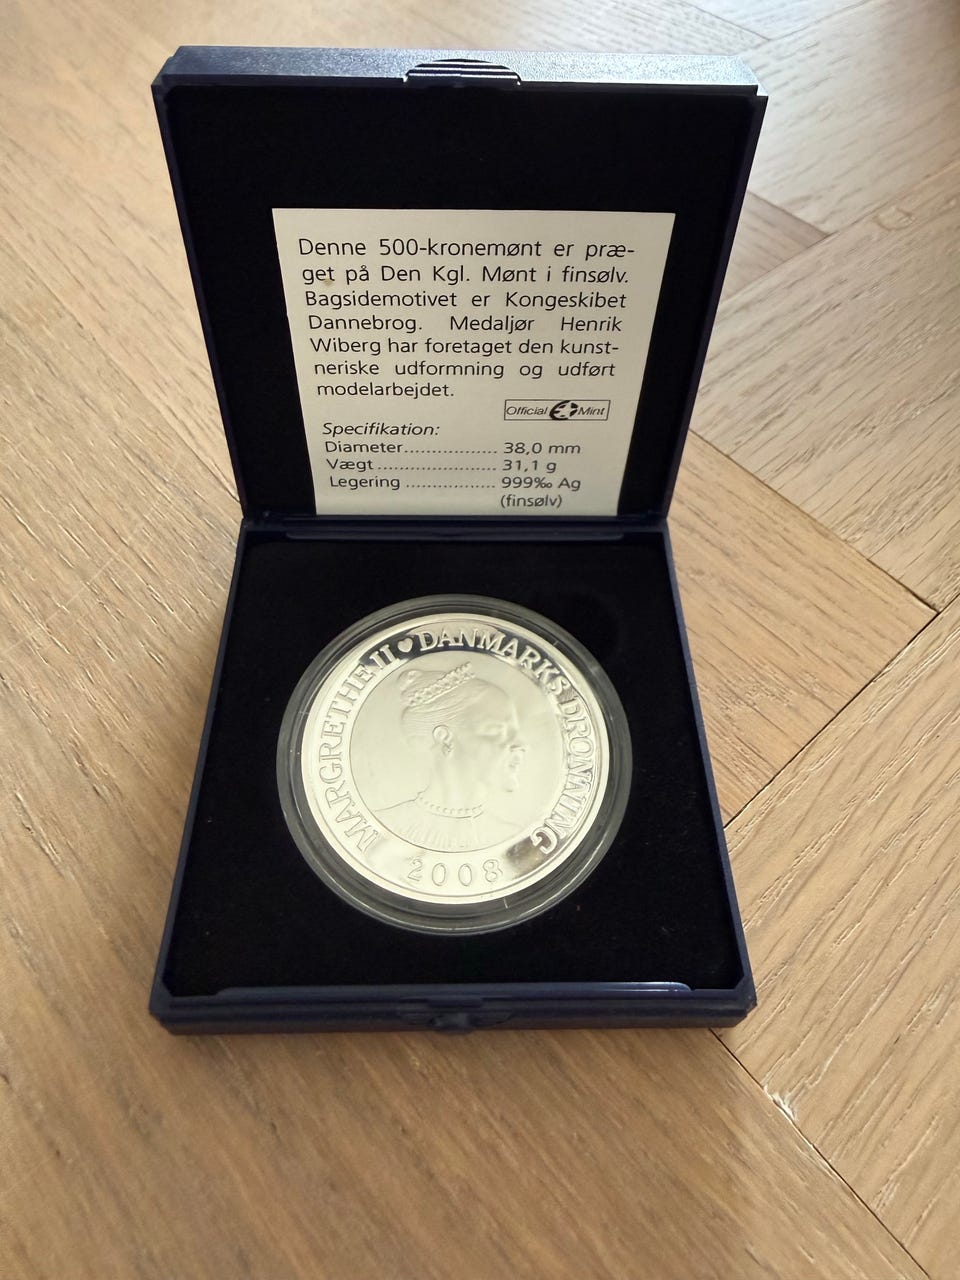 Denne 500-kronemønt er præ-
get på Den Kgl. Mønt i finsølv.
Bagsidemotivet er Kongeskibet
Dannebrog. Medaljør Henrik
Wiberg har foretaget den kunst-
neriske udformning og udført
modelarbejdet.
Official Mint
Specifikation:
Diameter................. 38,0 mm
Vægt ...................... 31,1 g
Legering ................. 999‰ Ag
(finsølv)
MARGRETHE II ♥ DANMARKS DRONNING
2008